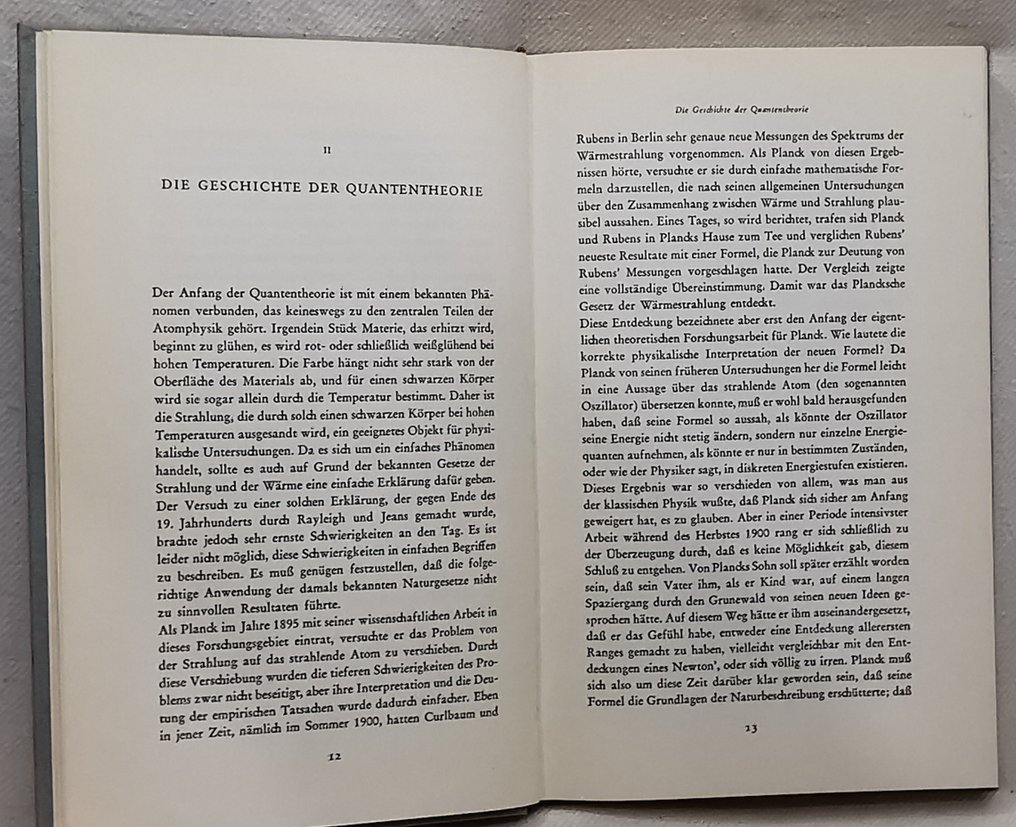 II
DIE GESCHICHTE DER QUANTENTHEORIE
Der Anfang der Quantentheorie ist mit einem bekannten Phä-
nomen verbunden, das keineswegs zu den zentralen Teilen der
Atomphysik gehört. Irgendein Stück Materie, das erhitzt wird,
beginnt zu glühen, es wird rot- oder schließlich weißglühend bei
hohen Temperaturen. Die Farbe hängt nicht sehr stark von der
Oberfläche des Materials ab, und für einen schwarzen Körper
wird sie sogar allein durch die Temperatur bestimmt. Daher ist
die Strahlung, die durch solch einen schwarzen Körper bei hohen
Temperaturen ausgesandt wird, ein geeignetes Objekt für physi-
kalische Untersuchungen. Da es sich um ein einfaches Phänomen
handelt, sollte es auch auf Grund der bekannten Gesetze der
Strahlung und der Wärme eine einfache Erklärung dafür geben.
Der Versuch zu einer solchen Erklärung, der gegen Ende des
19. Jahrhunderts durch Rayleigh und Jeans gemacht wurde,
brachte jedoch sehr ernste Schwierigkeiten an den Tag. Es ist
leider nicht möglich, diese Schwierigkeiten in einfachen Begriffen
zu beschreiben. Es muß genügen festzustellen, daß die folge-
richtige Anwendung der damals bekannten Naturgesetze nicht
zu sinnvollen Resultaten führte.
Als Planck im Jahre 1895 mit seiner wissenschaftlichen Arbeit in
dieses Forschungsgebiet eintrat, versuchte er das Problem von
der Strahlung auf das strahlende Atom zu verschieben. Durch
diese Verschiebung wurden die tieferen Schwierigkeiten des Pro-
blems zwar nicht beseitigt, aber ihre Interpretation und die Deu-
tung der empirischen Tatsachen wurde dadurch einfacher. Eben
in jener Zeit, nämlich im Sommer 1900, hatten Curlbaum und
12
Die Geschichte der Quantentheorie
Rubens in Berlin sehr genaue neue Messungen des Spektrums der
Wärmestrahlung vorgenommen. Als Planck von diesen Ergeb-
nissen hörte, versuchte er sie durch einfache mathematische For-
meln darzustellen, die nach seinen allgemeinen Untersuchungen
über den Zusammenhang zwischen Wärme und Strahlung plau-
sibel aussahen. Eines Tages, so wird berichtet, trafen sich Planck
und Rubens in Plancks Hause zum Tee und verglichen Rubens'
neueste Resultate mit einer Formel, die Planck zur Deutung von
Rubens' Messungen vorgeschlagen hatte. Der Vergleich zeigte
eine vollständige Übereinstimmung. Damit war das Plancksche
Gesetz der Wärmestrahlung entdeckt.
Diese Entdeckung bezeichnete aber erst den Anfang der eigent-
lichen theoretischen Forschungsarbeit für Planck. Wie lautete die
korrekte physikalische Interpretation der neuen Formel? Da
Planck von seinen früheren Untersuchungen her die Formel leicht
in eine Aussage über das strahlende Atom (den sogenannten
Oszillator) übersetzen konnte, muß er wohl bald herausgefunden
haben, daß seine Formel so aussah, als könnte der Oszillator
seine Energie nicht stetig ändern, sondern nur einzelne Energie-
quanten aufnehmen, als könnte er nur in bestimmten Zuständen,
oder wie der Physiker sagt, in diskreten Energiestufen existieren.
Dieses Ergebnis war so verschieden von allem, was man aus
der klassischen Physik wußte, daß Planck sich sicher am Anfang
geweigert hat, es zu glauben. Aber in einer Periode intensivster
Arbeit während des Herbstes 1900 rang er sich schließlich zu
der Überzeugung durch, daß es keine Möglichkeit gab, diesem
Schluß zu entgehen. Von Plancks Sohn soll später erzählt worden
sein, daß sein Vater ihm, als er Kind war, auf einem langen
Spaziergang durch den Grunewald von seinen neuen Ideen ge-
sprochen hätte. Auf diesem Weg hätte er ihm auseinandergesetzt,
daß er das Gefühl habe, entweder eine Entdeckung allerersten
Ranges gemacht zu haben, vielleicht vergleichbar mit den Ent-
deckungen eines Newton', oder sich völlig zu irren. Planck muß
sich also um diese Zeit darüber klar geworden sein, daß seine
Formel die Grundlagen der Naturbeschreibung erschütterte; daß
13